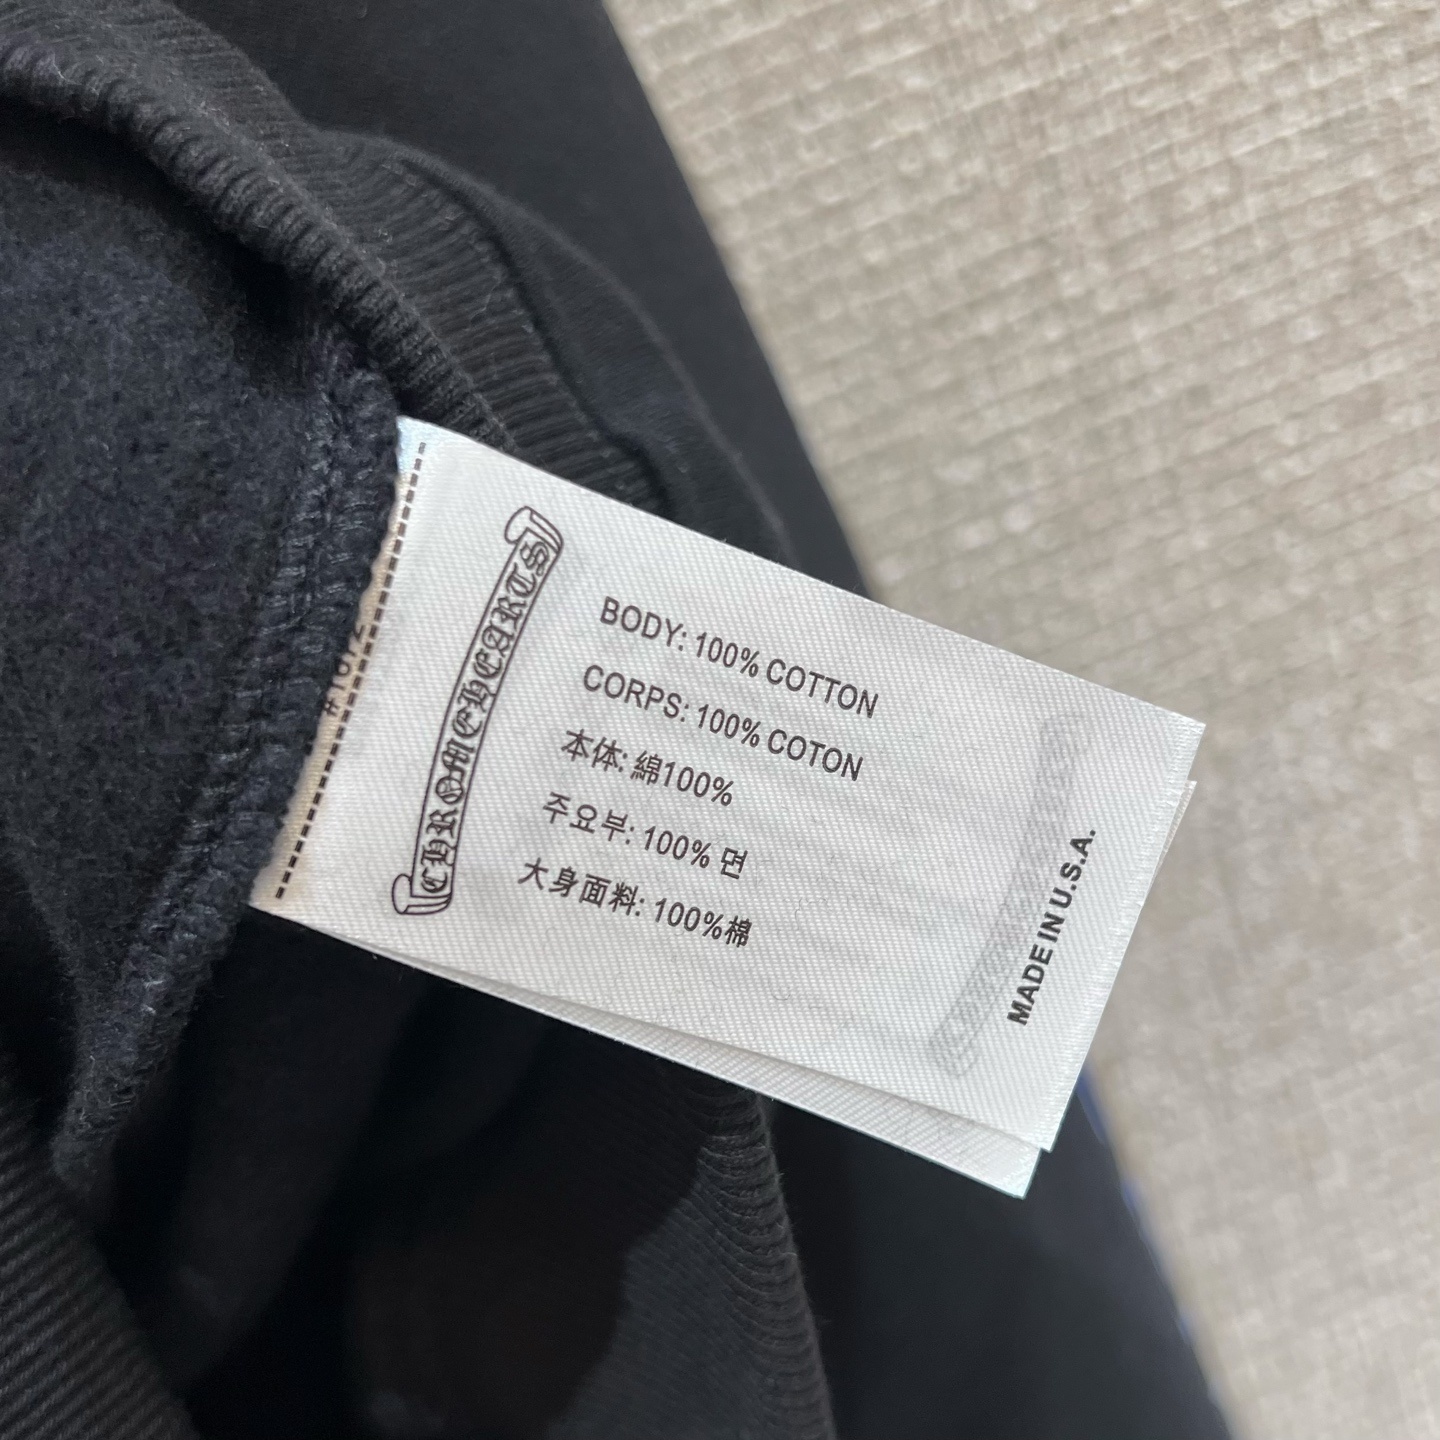 #1672
CHROME HEARTS
BODY: 100% COTTON
CORPS: 100% COTON
本体: 綿100%
주요부: 100% 면
大身面料: 100%棉
MADE IN U.S.A.